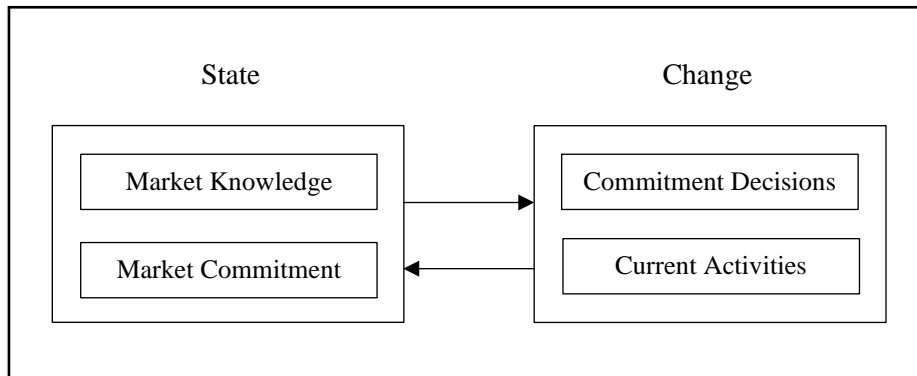 State
Change
Market Knowledge
Commitment Decisions
Market Commitment
Current Activities